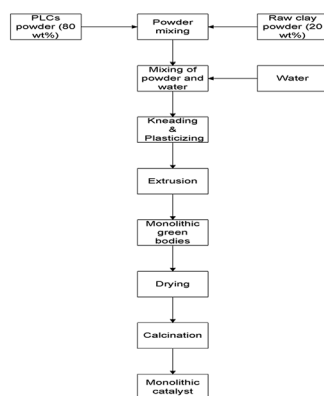 PLCs
powder (80
wt%)
Powder
mixing
Raw clay
powder (20
wt%)
Mixing of
powder and
water
Water
Kneading
&
Plasticizing
Extrusion
Monolithic
green
bodies
Drying
Calcination
Monolithic
catalyst